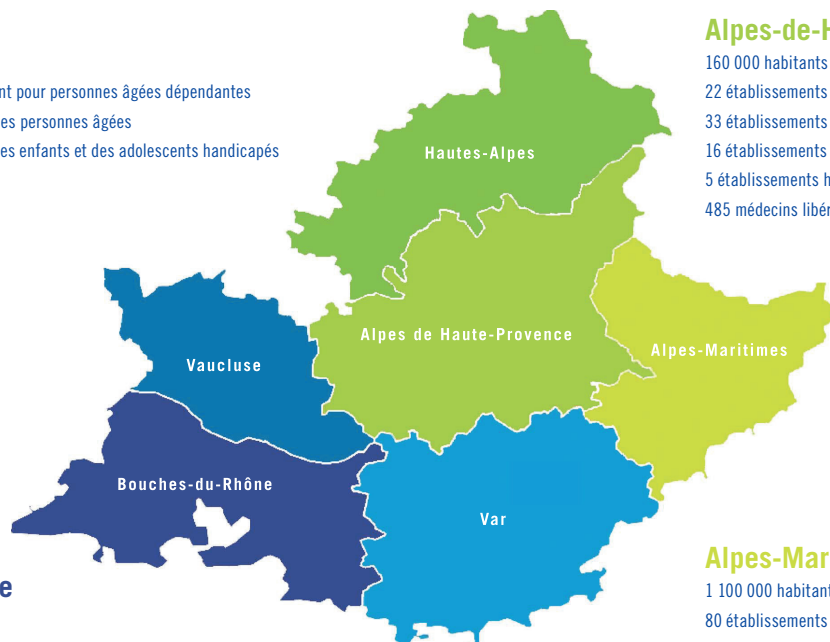 Alpes-de-H
160 000 habitants
22 établissements
33 établissements
16 établissements
5 établissements h
485 médecins libér
nt pour personnes âgées dépendantes
es personnes âgées
es enfants et des adolescents handicapés
Hautes-Alpes
Alpes de Haute-Provence
Alpes-Maritimes
Vaucluse
Bouches-du-Rhône
Var
e
Alpes-Mar
1 100 000 habitant
80 établissements